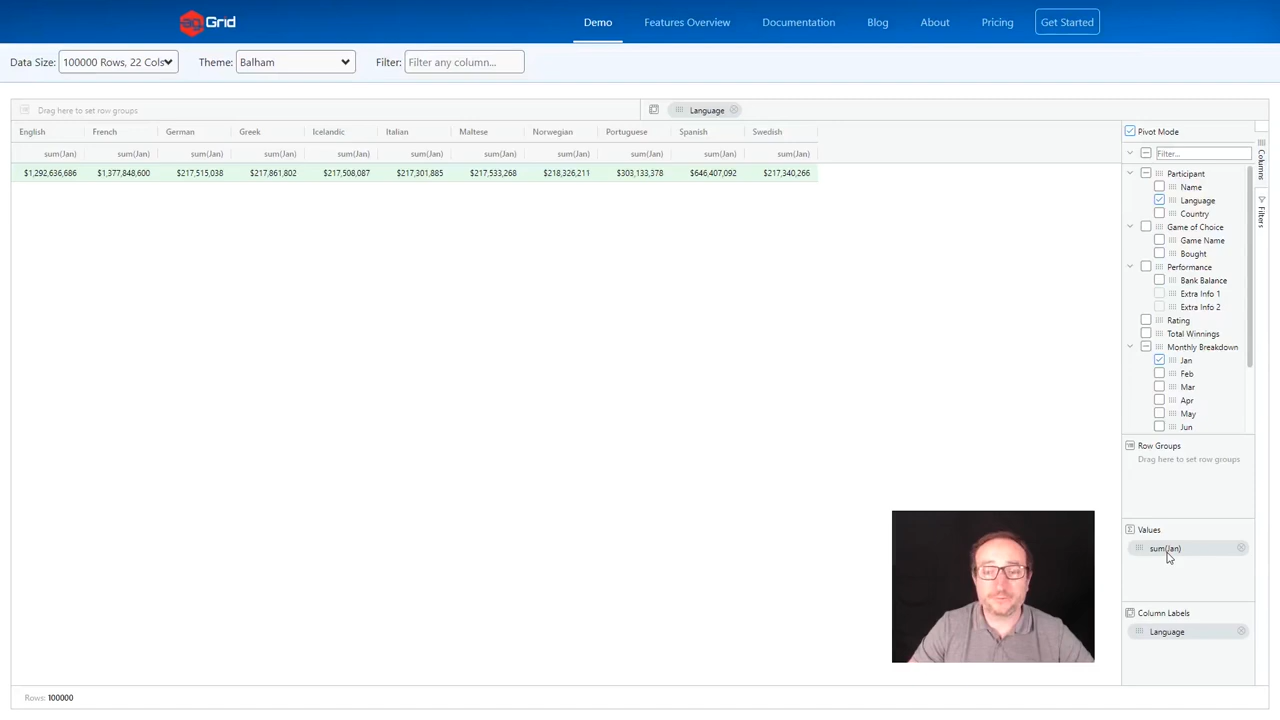 ag Grid
Demo Features Overview Documentation Blog About Pricing Get Started
Data Size: 100000 Rows, 22 Cols Theme: Balham Filter: Filter any column...
Drag here to set row groups Language
English French German Greek Icelandic Italian Maltese Norwegian Portuguese Spanish Swedish
sum(Jan) sum(Jan) sum(Jan) sum(Jan) sum(Jan) sum(Jan) sum(Jan) sum(Jan) sum(Jan) sum(Jan) sum(Jan)
$1,292,636,686 $1,377,848,600 $217,515,038 $217,861,802 $217,508,087 $217,301,885 $217,533,268 $218,326,211 $303,133,378 $646,407,092 $217,340,266
Pivot Mode
Filter...
Participant
Name
Language
Country
Game of Choice
Game Name
Bought
Performance
Bank Balance
Extra Info 1
Extra Info 2
Rating
Total Winnings
Monthly Breakdown
Jan
Feb
Mar
Apr
May
Jun
Row Groups
Drag here to set row groups
Values
sum(Jan)
Column Labels
Language
Columns
Filters
Rows: 100000